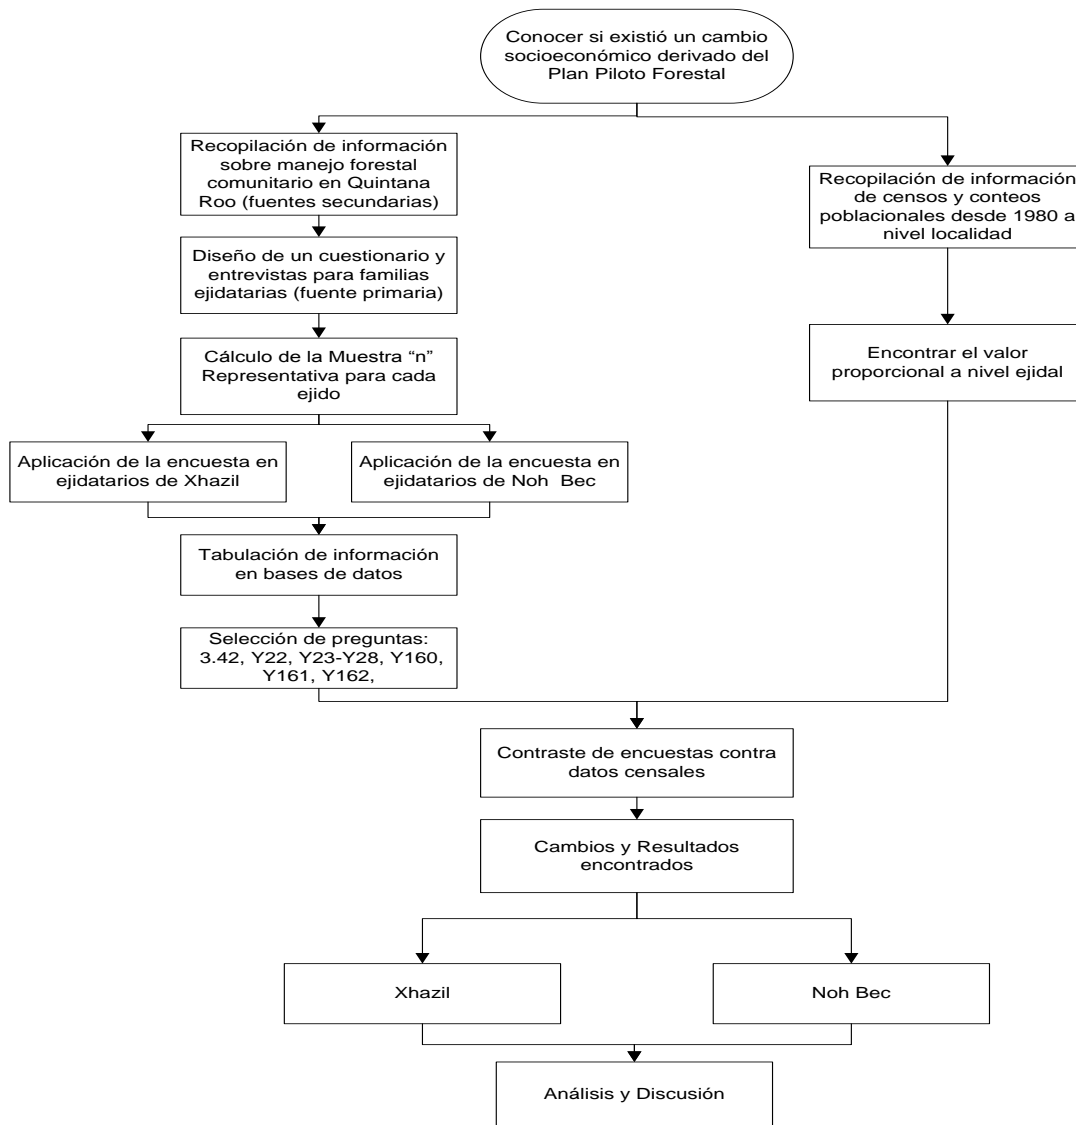 Conocer si existió un cambio
socioeconómico derivado del
Plan Piloto Forestal
Recopilación de información
sobre manejo forestal
comunitario en Quintana
Roo (fuentes secundarias)
Recopilación de información
de censos y conteos
poblacionales desde 1980 a
nivel localidad
Diseño de un cuestionario y
entrevistas para familias
ejidatarias (fuente primaria)
Cálculo de la Muestra “n”
Representativa para cada
ejido
Encontrar el valor
proporcional a nivel ejidal
Aplicación de la encuesta en
ejidatarios de Xhazil
Aplicación de la encuesta en
ejidatarios de Noh Bec
Tabulación de información
en bases de datos
Selección de preguntas:
3.42, Y22, Y23-Y28, Y160,
Y161, Y162,
Contraste de encuestas contra
datos censales
Cambios y Resultados
encontrados
Xhazil
Noh Bec
Análisis y Discusión